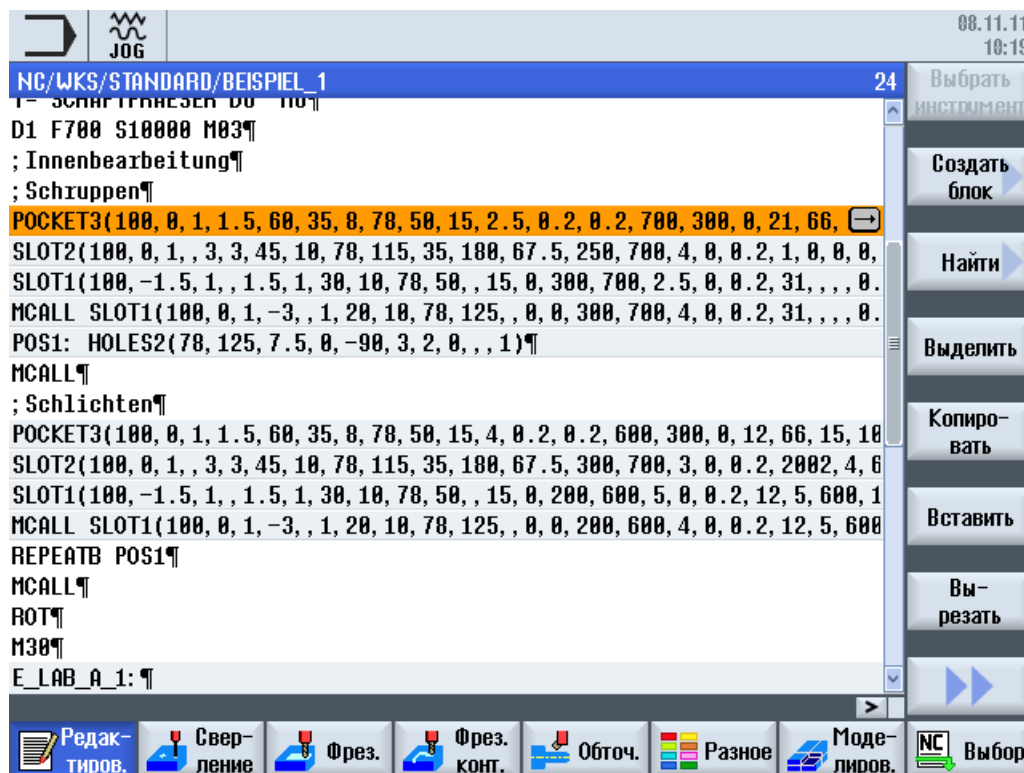 JOG
08.11.11
10:19
NC/WKS/STANDARD/BEISPIEL_1 24
D1 F700 S10000 M03¶
;Innenbearbeitung¶
;Schruppen¶
POCKET3(100,0,1,1.5,60,35,8,78,50,15,2.5,0.2,0.2,700,300,0,21,66,
SLOT2(100,0,1,,3,3,45,10,78,115,35,180,67.5,250,700,4,0,0.2,1,0,0,0,
SLOT1(100,-1.5,1,,1.5,1,30,10,78,50,,15,0,300,700,2.5,0,0.2,31,,,,0.
MCALL SLOT1(100,0,1,-3,,1,20,10,78,125,,0,0,300,700,4,0,0.2,31,,,,0.
POS1: HOLES2(78,125,7.5,0,-90,3,2,0,,,1)¶
MCALL¶
;Schlichten¶
POCKET3(100,0,1,1.5,60,35,8,78,50,15,4,0.2,0.2,600,300,0,12,66,15,10
SLOT2(100,0,1,,3,3,45,10,78,115,35,180,67.5,300,700,3,0,0.2,2002,4,6
SLOT1(100,-1.5,1,,1.5,1,30,10,78,50,,15,0,200,600,5,0,0.2,12,5,600,1
MCALL SLOT1(100,0,1,-3,,1,20,10,78,125,,0,0,200,600,4,0,0.2,12,5,600
REPEATB POS1¶
MCALL¶
ROT¶
M30¶
E_LAB_A_1: ¶
Выбрать
инструмент
Создать
блок
Найти
Выделить
Копиро-
вать
Вставить
Вы-
резать
Редак-
тиров.
Свер-
ление
Фрез.
Фрез.
конт.
Обточ.
Разное
Моде-
лиров.
NC Выбор